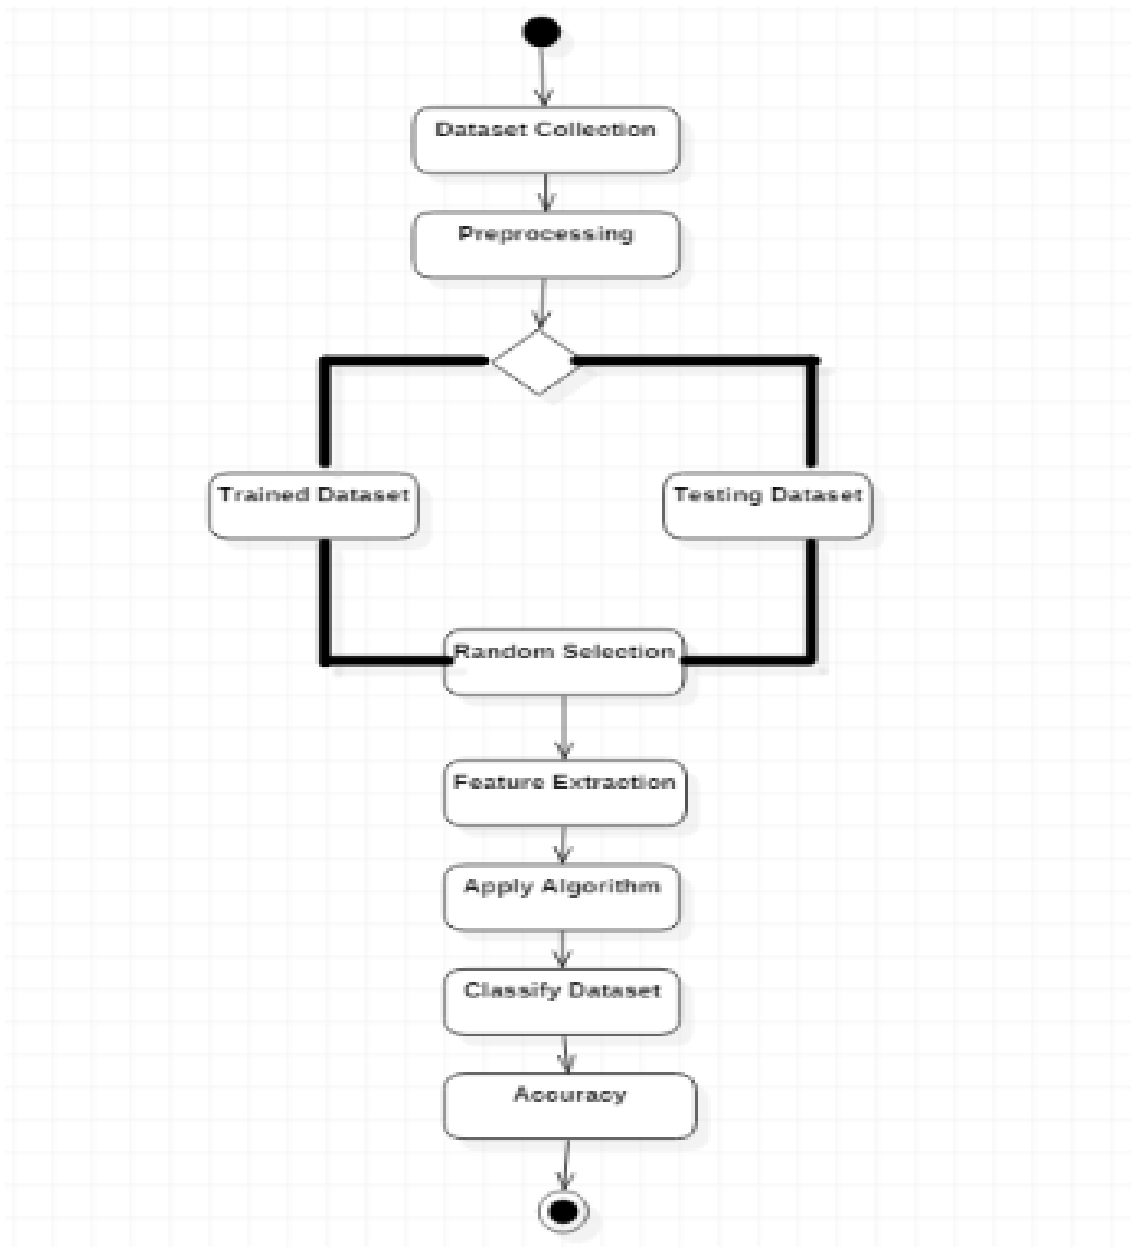 Dataset Collection
Preprocessing
Trained Dataset
Testing Dataset
Random Selection
Feature Extraction
Apply Algorithm
Classify Dataset
Accuracy